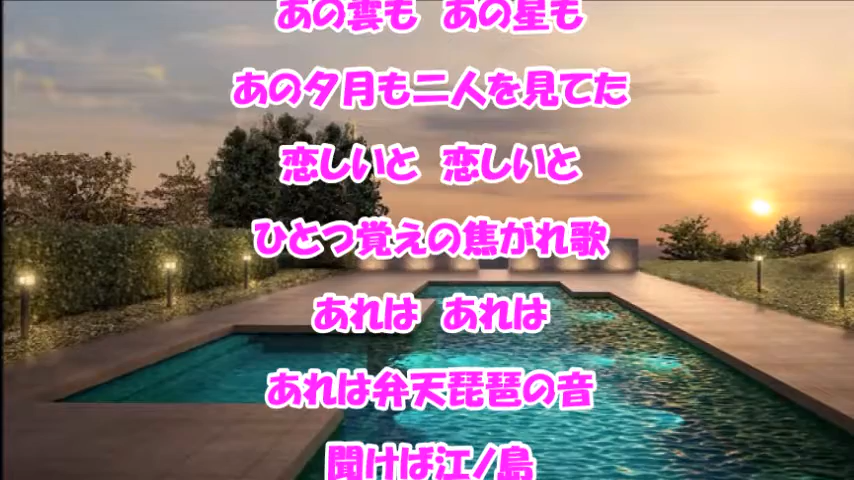 あの雲も　あの星も
あの夕月も二人を見てた
恋しいと　恋しいと
ひとつ覚えの焦がれ歌
あれは　あれは
あれは弁天琵琶の音
聞けば江ノ島